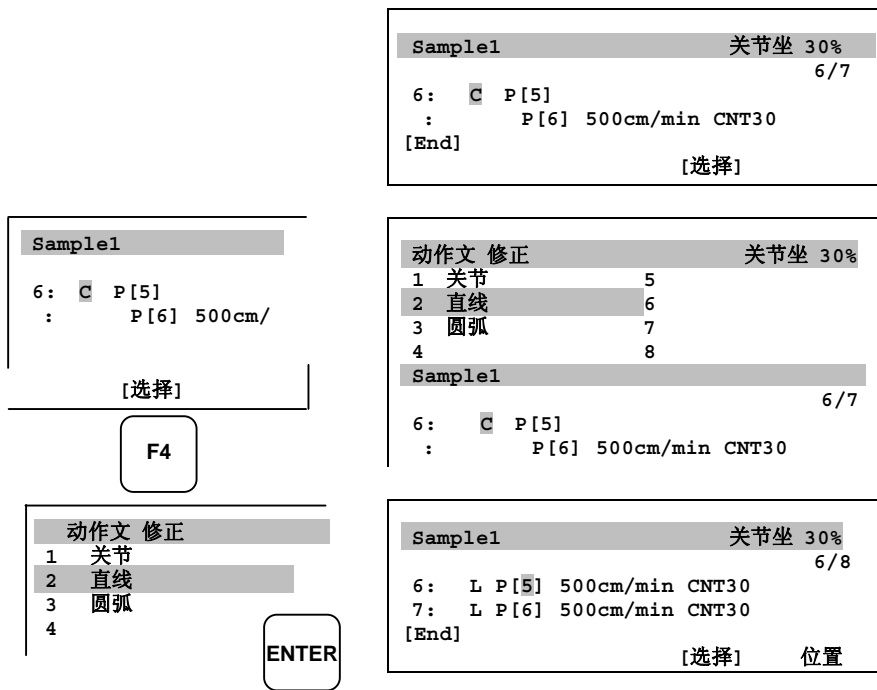 Sample1 关节坐 30%
6/7
6: C P[5]
: P[6] 500cm/min CNT30
[End]
[选择]
Sample1
6: C P[5]
: P[6] 500cm/
[选择]
F4
动作文 修正 关节坐 30%
1 关节 5
2 直线 6
3 圆弧 7
4 8
Sample1
6/7
6: C P[5]
: P[6] 500cm/min CNT30
动作文 修正
1 关节
2 直线
3 圆弧
4
ENTER
Sample1 关节坐 30%
6/8
6: L P[5] 500cm/min CNT30
7: L P[6] 500cm/min CNT30
[End]
[选择] 位置